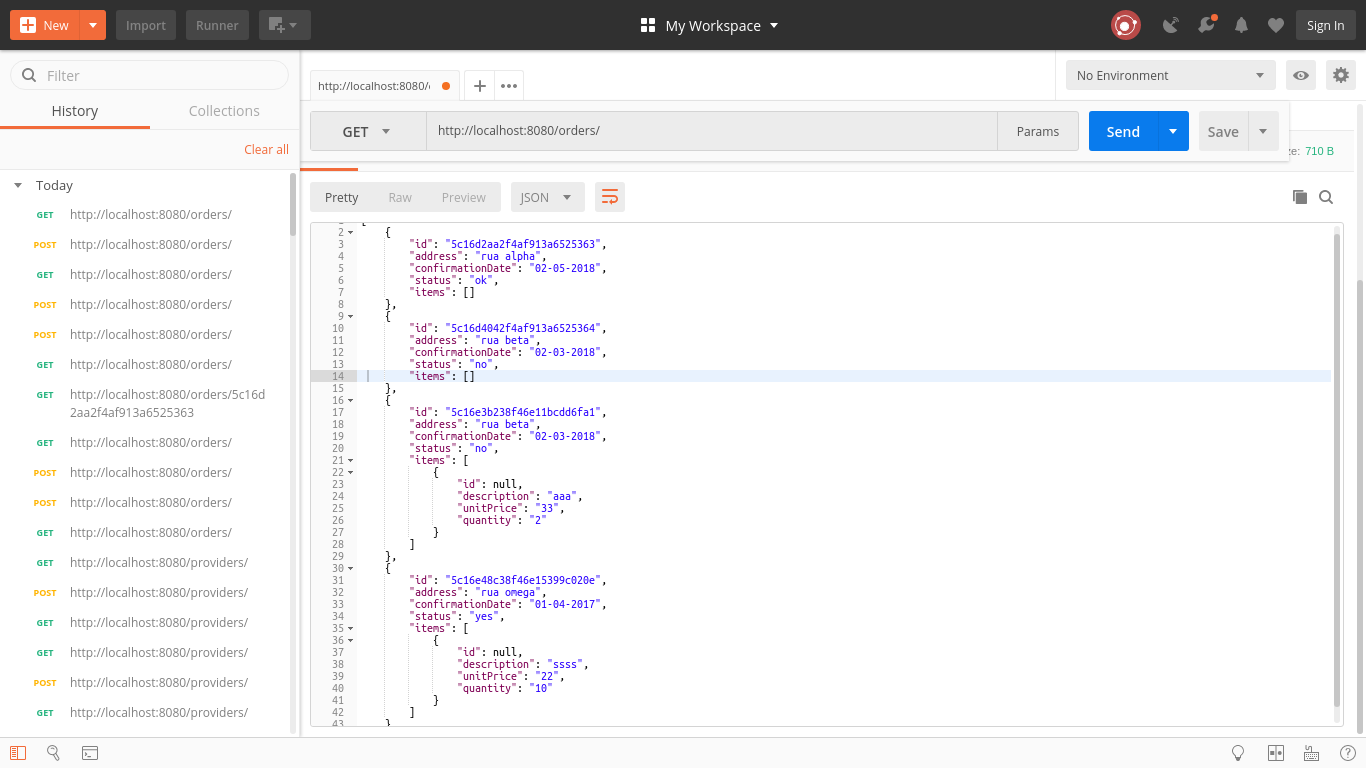 New
Import
Runner
My Workspace
Sign In
Filter
History
Collections
Clear all
Today
GET http://localhost:8080/orders/
POST http://localhost:8080/orders/
GET http://localhost:8080/orders/
POST http://localhost:8080/orders/
POST http://localhost:8080/orders/
GET http://localhost:8080/orders/
GET http://localhost:8080/orders/5c16d
2aa2f4af913a6525363
GET http://localhost:8080/orders/
POST http://localhost:8080/orders/
POST http://localhost:8080/orders/
GET http://localhost:8080/orders/
GET http://localhost:8080/providers/
POST http://localhost:8080/providers/
GET http://localhost:8080/providers/
GET http://localhost:8080/providers/
POST http://localhost:8080/providers/
GET http://localhost:8080/providers/
http://localhost:8080/
No Environment
GET http://localhost:8080/orders/ Params Send Save
ze: 710 B
Pretty Raw Preview JSON
2 {
3 "id": "5c16d2aa2f4af913a6525363",
4 "address": "rua alpha",
5 "confirmationDate": "02-05-2018",
6 "status": "ok",
7 "items": []
8 },
9 {
10 "id": "5c16d4042f4af913a6525364",
11 "address": "rua beta",
12 "confirmationDate": "02-03-2018",
13 "status": "no",
14 "items": []
15 },
16 {
17 "id": "5c16e3b238f46e11bcdd6fa1",
18 "address": "rua beta",
19 "confirmationDate": "02-03-2018",
20 "status": "no",
21 "items": [
22 {
23 "id": null,
24 "description": "aaa",
25 "unitPrice": "33",
26 "quantity": "2"
27 }
28 ]
29 },
30 {
31 "id": "5c16e48c38f46e15399c020e",
32 "address": "rua omega",
33 "confirmationDate": "01-04-2017",
34 "status": "yes",
35 "items": [
36 {
37 "id": null,
38 "description": "ssss",
39 "unitPrice": "22",
40 "quantity": "10"
41 }
42 ]
43 }